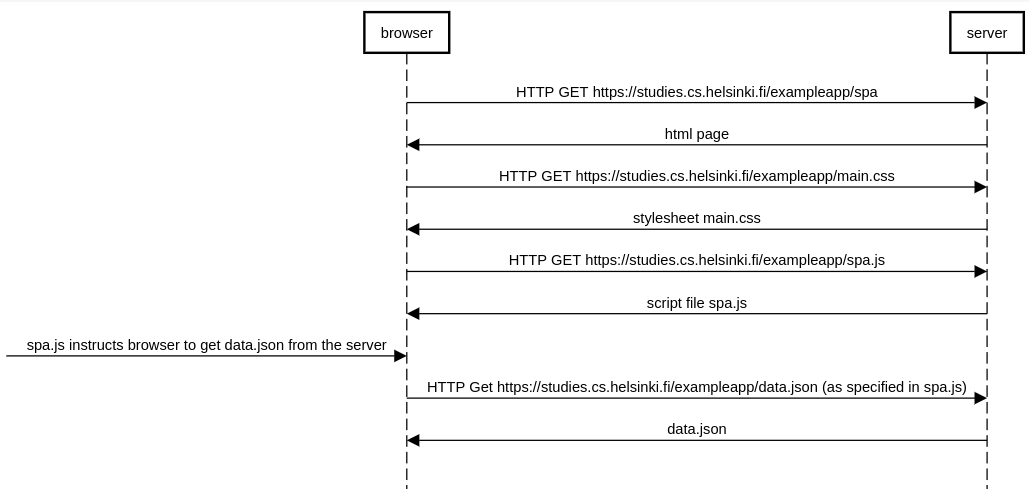 browser
server
HTTP GET https://studies.cs.helsinki.fi/exampleapp/spa
html page
HTTP GET https://studies.cs.helsinki.fi/exampleapp/main.css
stylesheet main.css
HTTP GET https://studies.cs.helsinki.fi/exampleapp/spa.js
script file spa.js
spa.js instructs browser to get data.json from the server
HTTP Get https://studies.cs.helsinki.fi/exampleapp/data.json (as specified in spa.js)
data.json